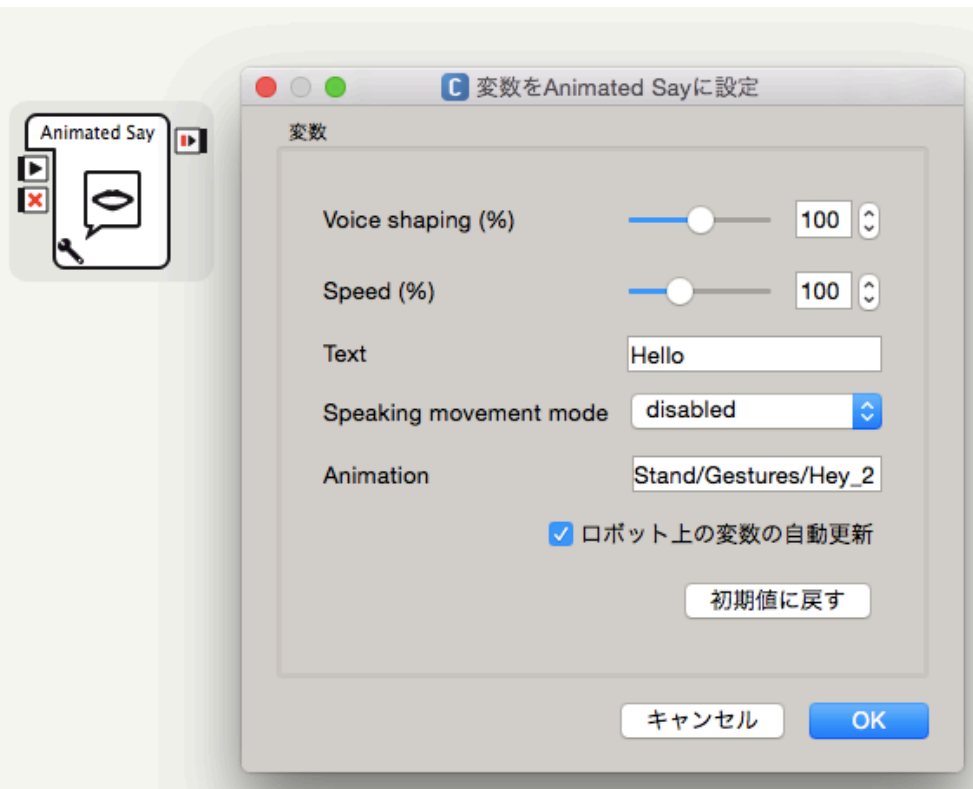 Animated Say
C 変数をAnimated Sayに設定
変数
Voice shaping (%) 100
Speed (%) 100
Text Hello
Speaking movement mode disabled
Animation Stand/Gestures/Hey_2
ロボット上の変数の自動更新
初期値に戻す
キャンセル OK